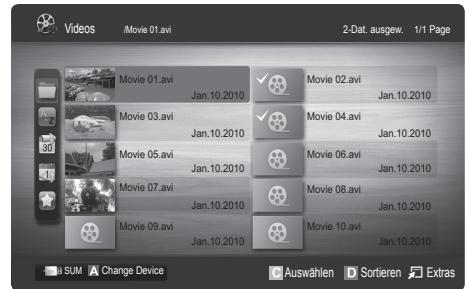 Videos /Movie 01.avi 2-Dat. ausgew. 1/1 Page
Movie 01.avi Movie 02.avi
Jan.10.2010 Jan.10.2010
Movie 03.avi Movie 04.avi
Jan.10.2010 Jan.10.2010
30
Movie 05.avi Movie 06.avi
Jan.10.2010 Jan.10.2010
1
Movie 07.avi Movie 08.avi
Jan.10.2010 Jan.10.2010
Movie 09.avi Movie 10.avi
Jan.10.2010 Jan.10.2010
SUM A Change Device C Auswählen D Sortieren Extras